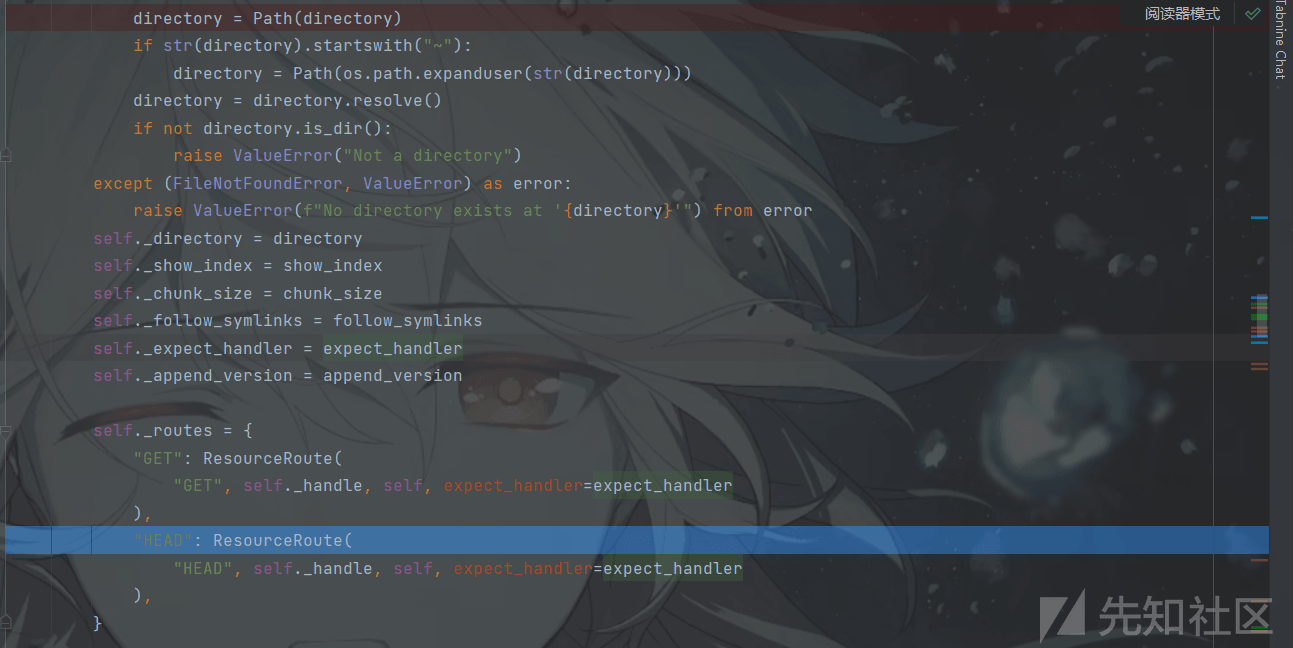 directory = Path(directory)
阅读器模式
if str(directory).startswith("~"):
directory = Path(os.path.expanduser(str(directory)))
directory = directory.resolve()
if not directory.is_dir():
raise ValueError("Not a directory")
except (FileNotFoundError, ValueError) as error:
raise ValueError(f"No directory exists at '{directory}'") from error
self._directory = directory
self._show_index = show_index
self._chunk_size = chunk_size
self._follow_symlinks = follow_symlinks
self._expect_handler = expect_handler
self._append_version = append_version
self._routes = {
"GET": ResourceRoute(
"GET", self._handle, self, expect_handler=expect_handler
),
"HEAD": ResourceRoute(
"HEAD", self._handle, self, expect_handler=expect_handler
),
}
Tabnine Chat
先知社区